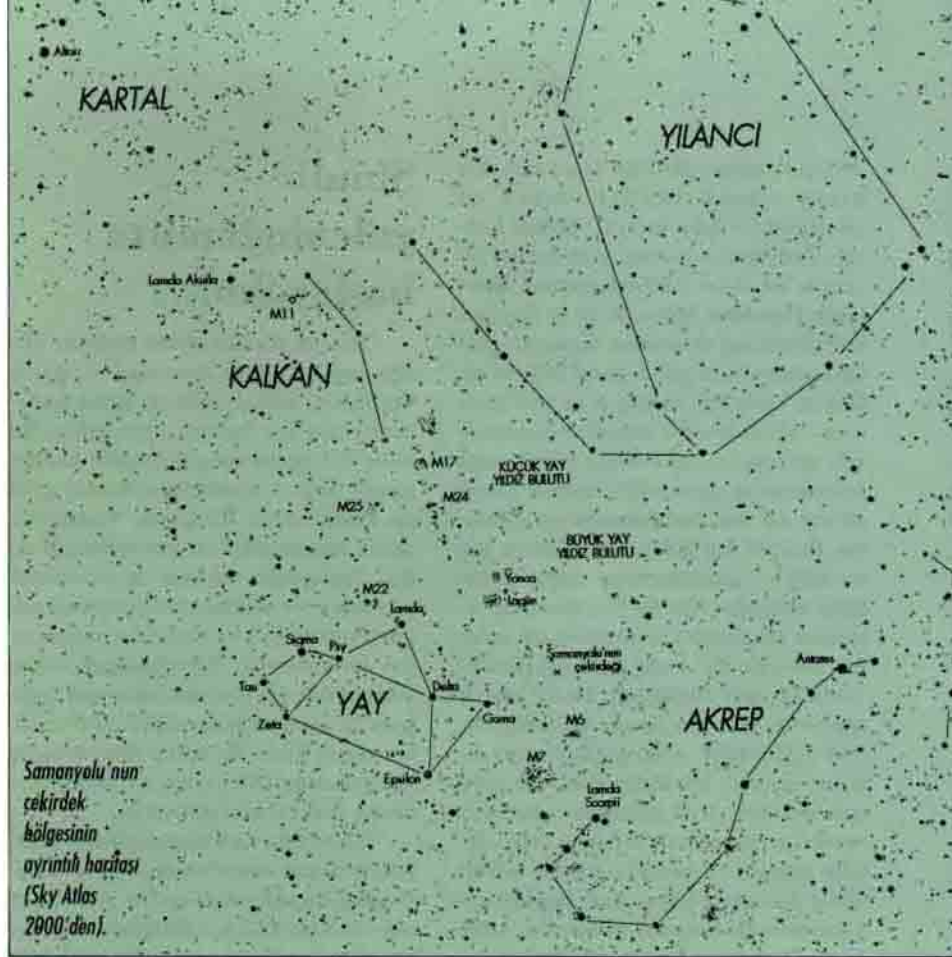 Altair
KARTAL
YILANCI
Lamda Akuila
M11
KALKAN
M17
KÜÇÜK YAY
YILDIZ BULUTU
M24
M25
BÜYÜK YAY
YILDIZ BULUTU
Yonca
M22
Lagün
Lamda
Sigma
Samanyolu'nun
çekirdeği
Antares
Tau
Delta
YAY
Gama
Zeta
M6
AKREP
M7
Epsilon
Lamda
Scorpii
Samanyolu'nun
çekirdek
bölgesinin
ayrıntılı haritası
(Sky Atlas
2000'den).